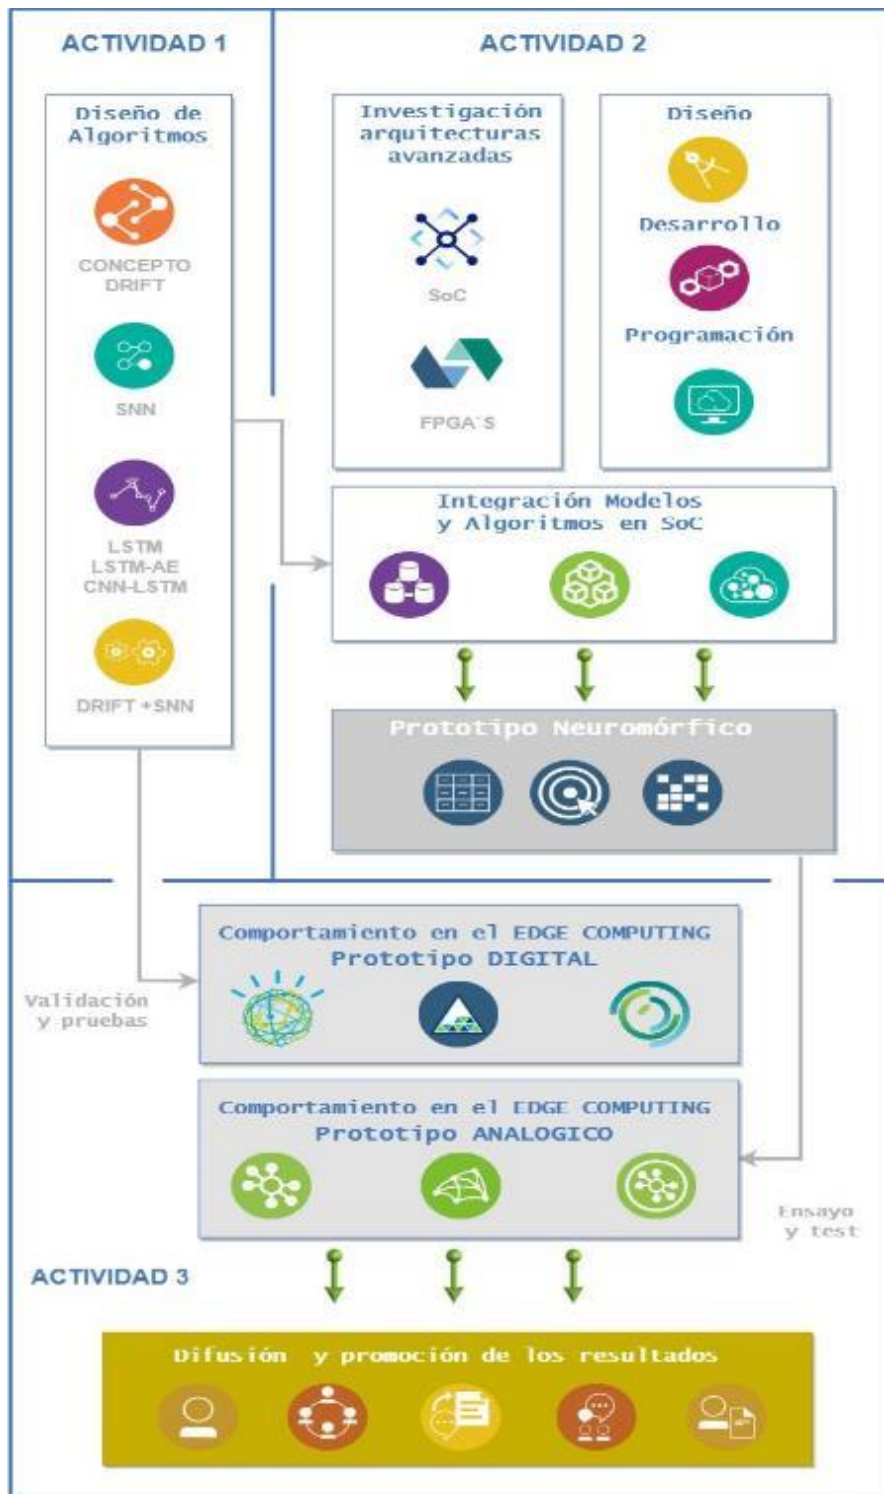 ACTIVIDAD 1
Diseño de
Algoritmos
CONCEPTO
DRIFT
SNN
LSTM
LSTM-AE
CNN-LSTM
DRIFT +SNN
ACTIVIDAD 2
Investigación
arquitecturas
avanzadas
SoC
FPGA´S
Diseño
Desarrollo
Programación
Integración Modelos
y Algoritmos en SoC
Prototipo Neuromórfico
Comportamiento en el EDGE COMPUTING
Prototipo DIGITAL
Validación
y pruebas
Comportamiento en el EDGE COMPUTING
Prototipo ANALOGICO
Ensayo
y test
ACTIVIDAD 3
Difusión y promoción de los resultados